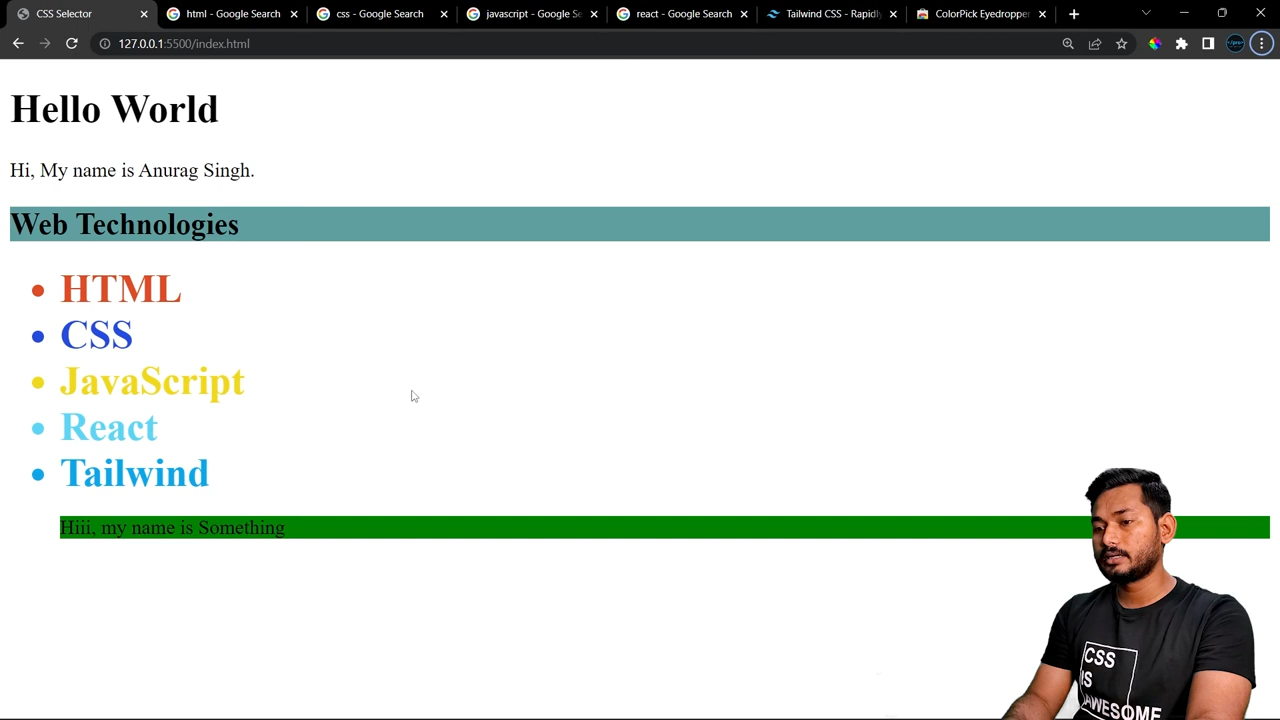 CSS Selector
html - Google Search
css - Google Search
javascript - Google Se
react - Google Search
Tailwind CSS - Rapidly
ColorPick Eyedropper
127.0.0.1:5500/index.html
Hello World
Hi, My name is Anurag Singh.
Web Technologies
HTML
CSS
JavaScript
React
Tailwind
Hiii, my name is Something
CSS
IS
AWESOME